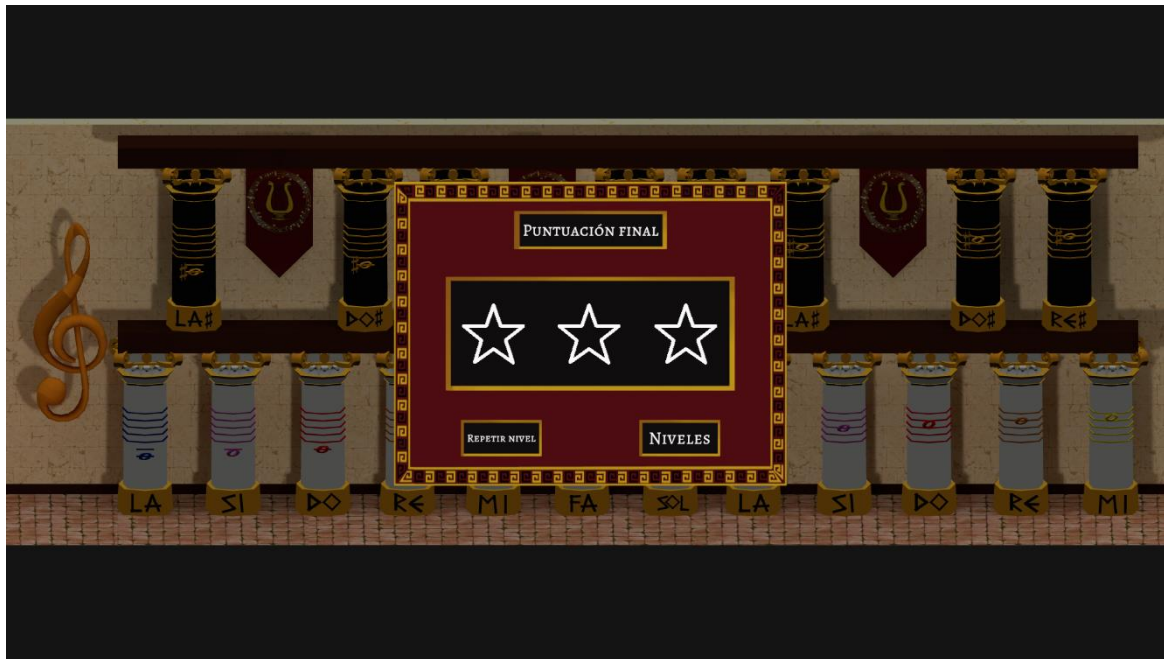 PUNTUACIÓN FINAL
REPETIR NIVEL
NIVELES
LA♯
DO♯
LA♯
DO♯
RE♯
LA
SI
DO
RE
MI
FA
SOL
LA
SI
DO
RE
MI